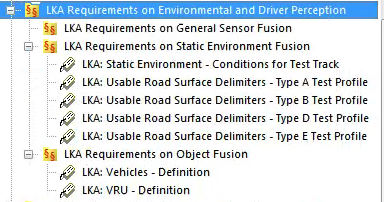 LKA Requirements on Environmental and Driver Perception
LKA Requirements on General Sensor Fusion
LKA Requirements on Static Environment Fusion
LKA: Static Environment - Conditions for Test Track
LKA: Usable Road Surface Delimiters - Type A Test Profile
LKA: Usable Road Surface Delimiters - Type B Test Profile
LKA: Usable Road Surface Delimiters - Type D Test Profile
LKA: Usable Road Surface Delimiters - Type E Test Profile
LKA Requirements on Object Fusion
LKA: Vehicles - Definition
LKA: VRU - Definition